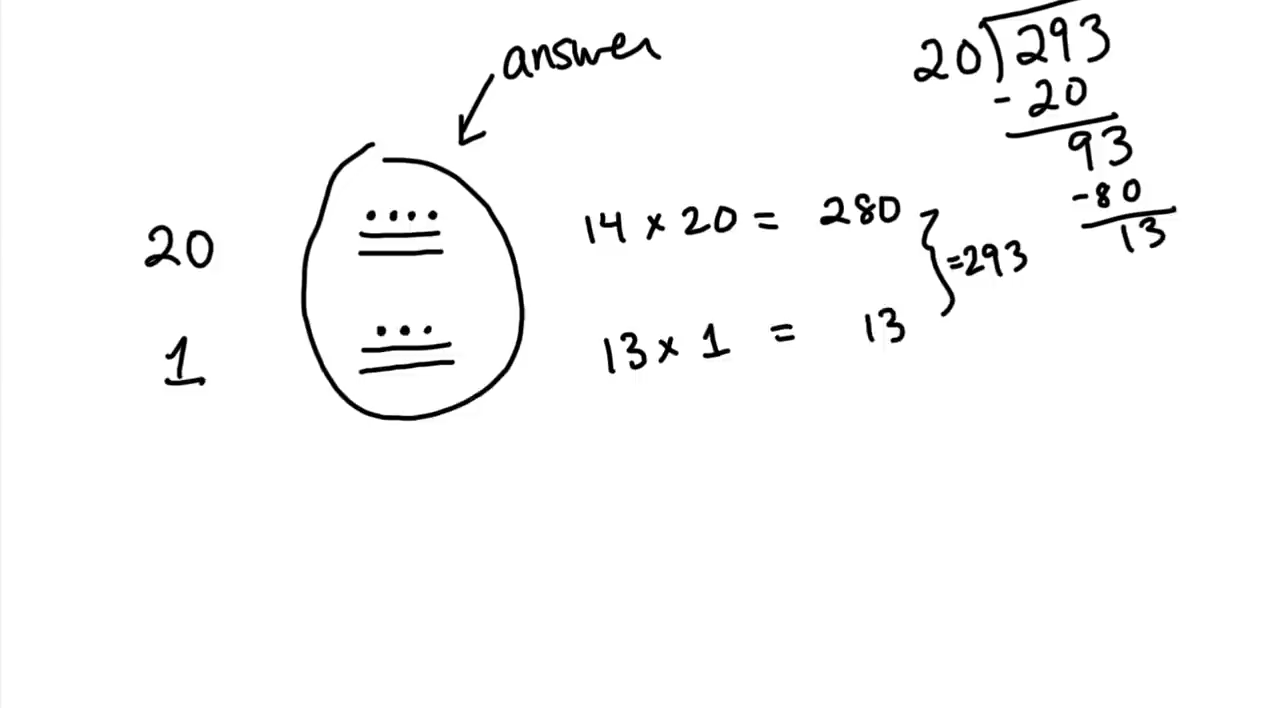 answer
20)293
- 20
93
-80
13
20 14 × 20 = 280
=293
1 13 × 1 = 13